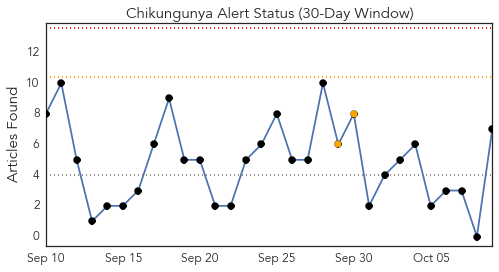 Chikungunya Alert Status (30-Day Window)
Articles Found
12
10
8
6
4
2
0
Sep 10 Sep 15 Sep 20 Sep 25 Sep 30 Oct 05